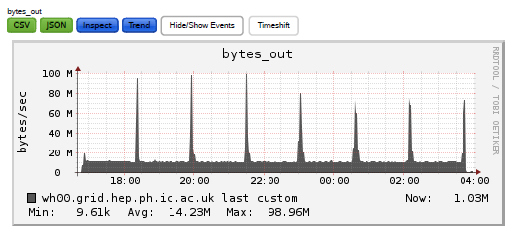 bytes_out
CSV JSON Inspect Trend Hide/Show Events Timeshift
bytes_out
RRDTOOL / TOBI OETIKER
bytes/sec
100 M
80 M
60 M
40 M
20 M
0
18:00 20:00 22:00 00:00 02:00 04:00
wh00.grid.hep.ph.ic.ac.uk last custom Now: 1.03M
Min: 9.61k Avg: 14.23M Max: 98.96M